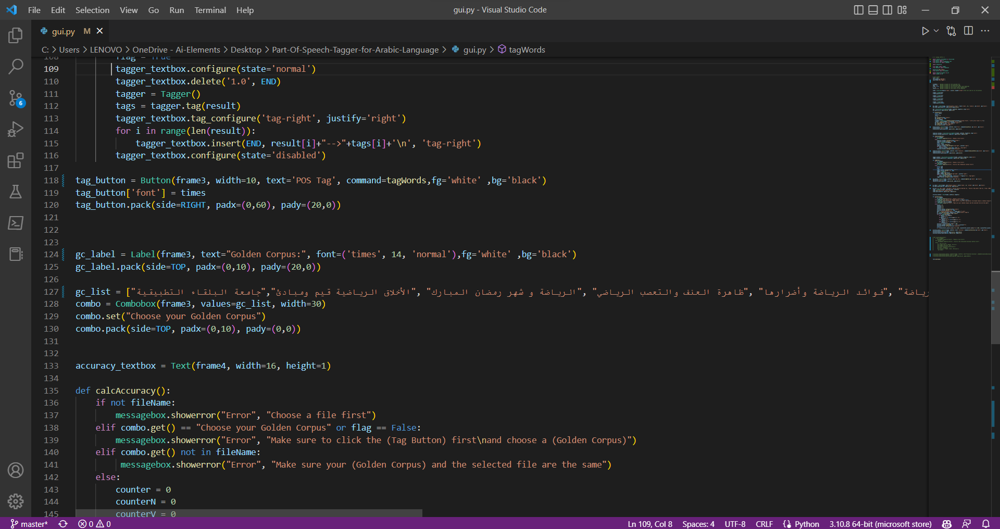 File Edit Selection View Go Run Terminal Help
gui.py - Visual Studio Code
gui.py M
C: > Users > LENOVO > OneDrive - Ai-Elements > Desktop > Part-Of-Speech-Tagger-for-Arabic-Language > gui.py > tagWords
108 flag = True
109 tagger_textbox.configure(state='normal')
110 tagger_textbox.delete('1.0', END)
111 tagger = Tagger()
112 tags = tagger.tag(result)
113 tagger_textbox.tag_configure('tag-right', justify='right')
114 for i in range(len(result)):
115 tagger_textbox.insert(END, result[i]+"-->"+tags[i]+'\n', 'tag-right')
116 tagger_textbox.configure(state='disabled')
117
118 tag_button = Button(frame3, width=10, text='POS Tag', command=tagWords,fg='white' ,bg='black')
119 tag_button['font'] = times
120 tag_button.pack(side=RIGHT, padx=(0,60), pady=(20,0))
121
122
123
124 gc_label = Label(frame3, text="Golden Corpus:", font=('times', 14, 'normal'),fg='white' ,bg='black')
125 gc_label.pack(side=TOP, padx=(0,10), pady=(20,0))
126
127 gc_list = ["جامعة البلقاء التطبيقية","الأخلاق الرياضية قيم ومبادئ", "الرياضة و شهر رمضان المبارك", "ظاهرة العنف والتعصب الرياضي", "فوائد الرياضة وأضرارها", "رياضة
128 combo = Combobox(frame3, values=gc_list, width=30)
129 combo.set("Choose your Golden Corpus")
130 combo.pack(side=TOP, padx=(0,10), pady=(0,0))
131
132
133 accuracy_textbox = Text(frame4, width=16, height=1)
134
135 def calcAccuracy():
136 if not fileName:
137 messagebox.showerror("Error", "Choose a file first")
138 elif combo.get() == "Choose your Golden Corpus" or flag == False:
139 messagebox.showerror("Error", "Make sure to click the (Tag Button) first\nand choose a (Golden Corpus)")
140 elif combo.get() not in fileName:
141 messagebox.showerror("Error", "Make sure your (Golden Corpus) and the selected file are the same")
142 else:
143 counter = 0
144 counterN = 0
145 counterV = 0
6
master* 0 0 Ln 109, Col 8 Spaces: 4 UTF-8 CRLF Python 3.10.8 64-bit (microsoft store)